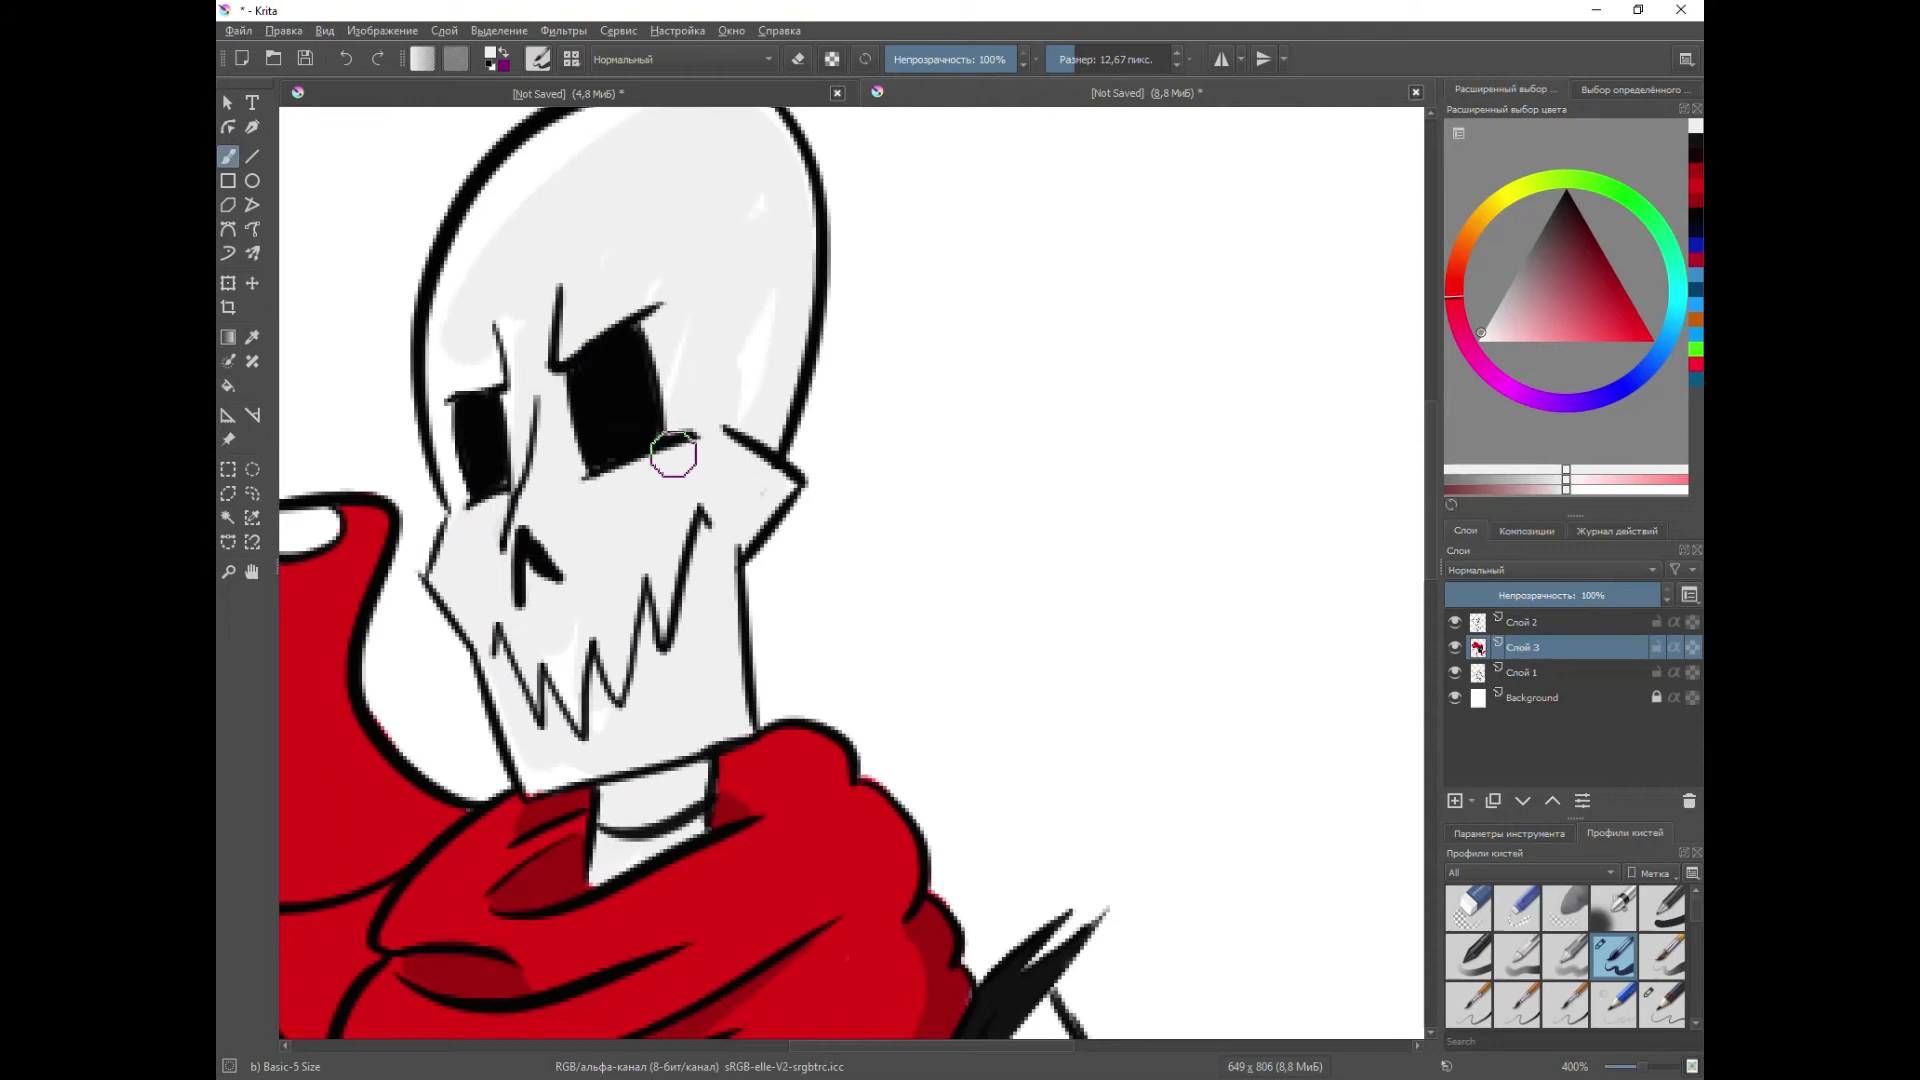 * - Krita
Файл Правка Вид Изображение Слой Выделение Фильтры Сервис Настройка Окно Справка
Нормальный Непрозрачность: 100% Размер: 12,67 пикс.
[Not Saved] (4,8 МиБ) * [Not Saved] (8,8 МиБ) *
Расширенный выбор ... Выбор определённого ...
Расширенный выбор цвета
Слои Композиции Журнал действий
Слои
Нормальный
Непрозрачность: 100%
Слой 2
Слой 3
Слой 1
Background
Параметры инструмента Профили кистей
Профили кистей
All Метка
Search
b) Basic-5 Size RGB/альфа-канал (8-бит/канал) sRGB-elle-V2-srgbtrc.icc 649 x 806 (8,8 МиБ) 400%